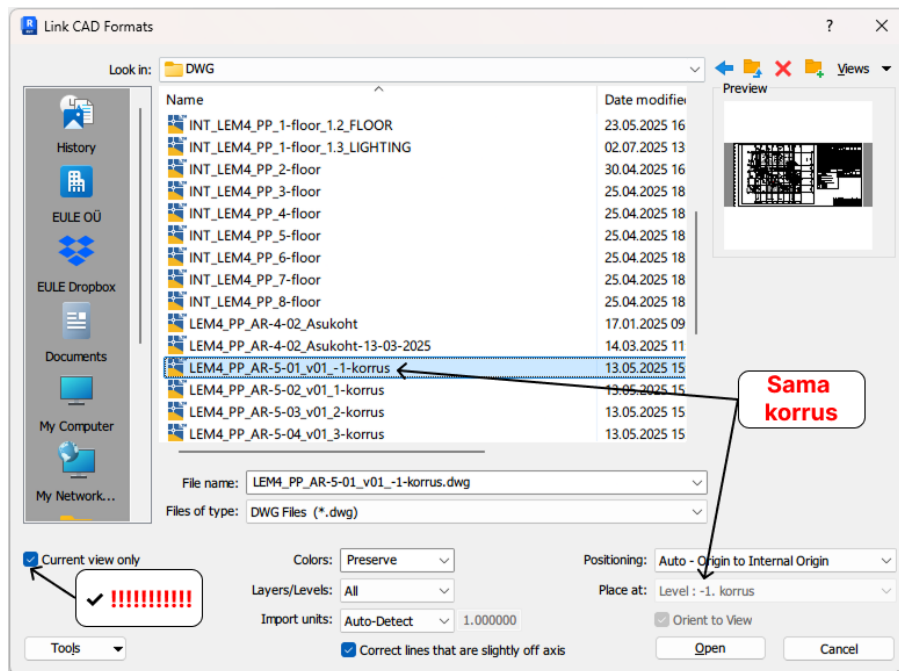 Link CAD Formats
?
Look in:
DWG
Views
Name
Date modifie
INT_LEM4_PP_1-floor_1.2_FLOOR
23.05.2025 16
INT_LEM4_PP_1-floor_1.3_LIGHTING
02.07.2025 13
INT_LEM4_PP_2-floor
30.04.2025 16
INT_LEM4_PP_3-floor
25.04.2025 18
INT_LEM4_PP_4-floor
25.04.2025 18
INT_LEM4_PP_5-floor
25.04.2025 18
INT_LEM4_PP_6-floor
25.04.2025 18
INT_LEM4_PP_7-floor
25.04.2025 18
INT_LEM4_PP_8-floor
25.04.2025 18
LEM4_PP_AR-4-02_Asukoht
17.01.2025 09
LEM4_PP_AR-4-02_Asukoht-13-03-2025
14.03.2025 11
LEM4_PP_AR-5-01_v01_-1-korrus
13.05.2025 15
LEM4_PP_AR-5-02_v01_1-korrus
13.05.2025 15
LEM4_PP_AR-5-03_v01_2-korrus
13.05.2025 15
LEM4_PP_AR-5-04_v01_3-korrus
13.05.2025 15
History
EULE OÜ
EULE Dropbox
Documents
My Computer
My Network...
Preview
Sama
korrus
File name:
LEM4_PP_AR-5-01_v01_-1-korrus.dwg
Files of type:
DWG Files (*.dwg)
Current view only
✓ !!!!!!!!!!!
Colors:
Preserve
Positioning:
Auto - Origin to Internal Origin
Layers/Levels:
All
Place at:
Level : -1. korrus
Import units:
Auto-Detect
1.000000
Orient to View
Correct lines that are slightly off axis
Tools
Open
Cancel